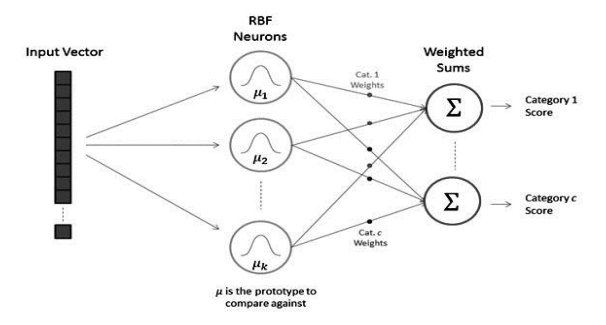 RBF
Neurons
Input Vector
Weighted
Sums
μ1
Cat. 1
Weights
Σ
Category 1
Score
μ2
Σ
Category c
Score
Cat. c
Weights
μk
μ is the prototype to
compare against